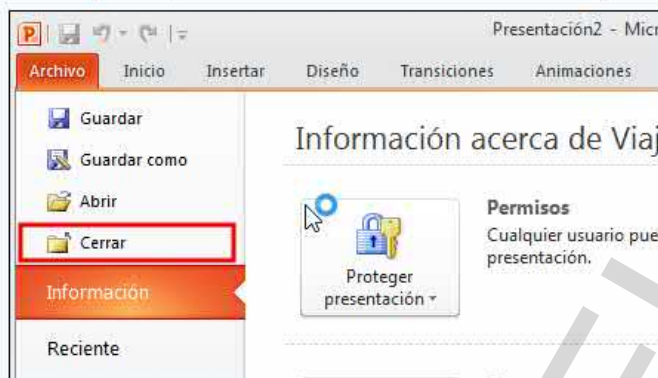 Presentación2 - Micr
Archivo Inicio Insertar Diseño Transiciones Animaciones
Guardar
Guardar como
Abrir
Cerrar
Información
Reciente
Información acerca de Viaj
Proteger
presentación
Permisos
Cualquier usuario pue
presentación.